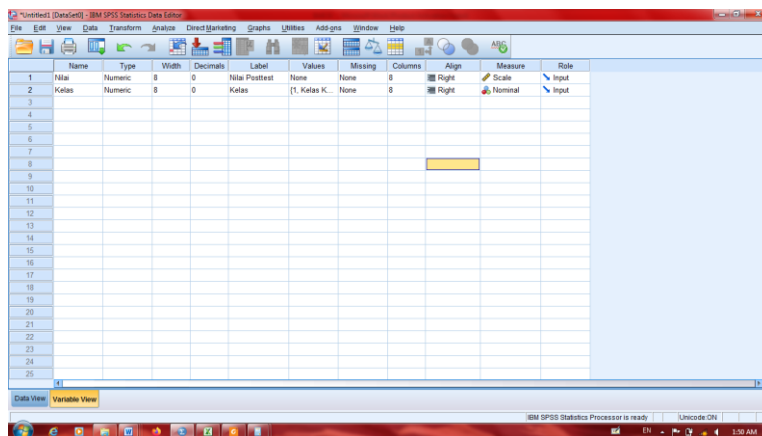 *Untitled1 [DataSet0] - IBM SPSS Statistics Data Editor
File Edit View Data Transform Analyze Direct Marketing Graphs Utilities Add-ons Window Help
Name Type Width Decimals Label Values Missing Columns Align Measure Role
1 Nilai Numeric 8 0 Nilai Posttest None None 8 Right Scale Input
2 Kelas Numeric 8 0 Kelas {1, Kelas K... None 8 Right Nominal Input
3
4
5
6
7
8
9
10
11
12
13
14
15
16
17
18
19
20
21
22
23
24
25
Data View Variable View
IBM SPSS Statistics Processor is ready Unicode:ON
EN 1:50 AM